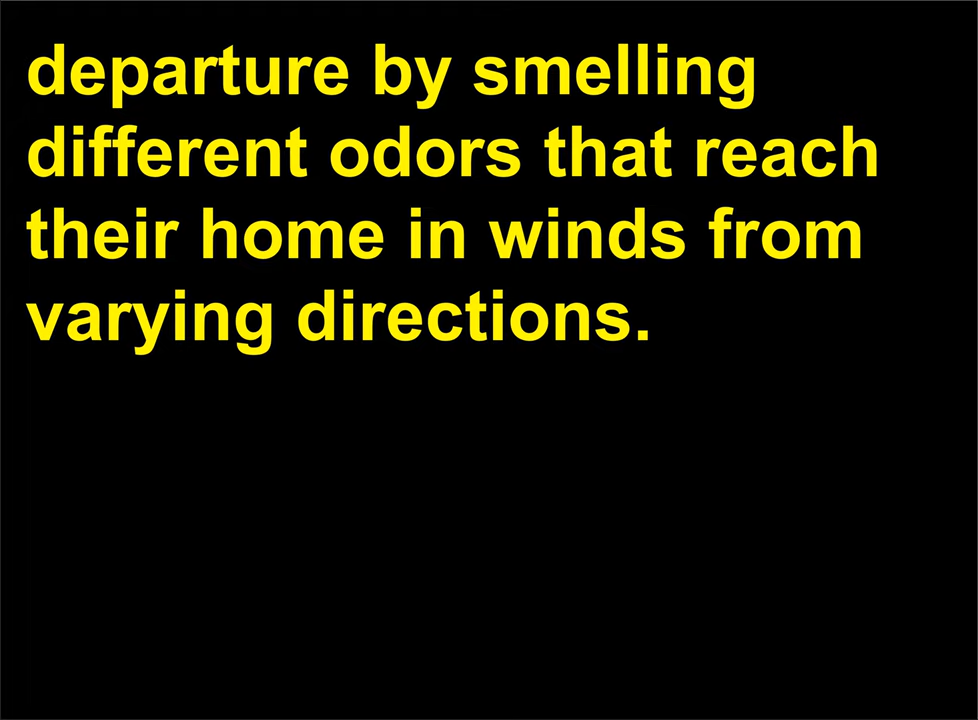 departure by smelling
different odors that reach
their home in winds from
varying directions.